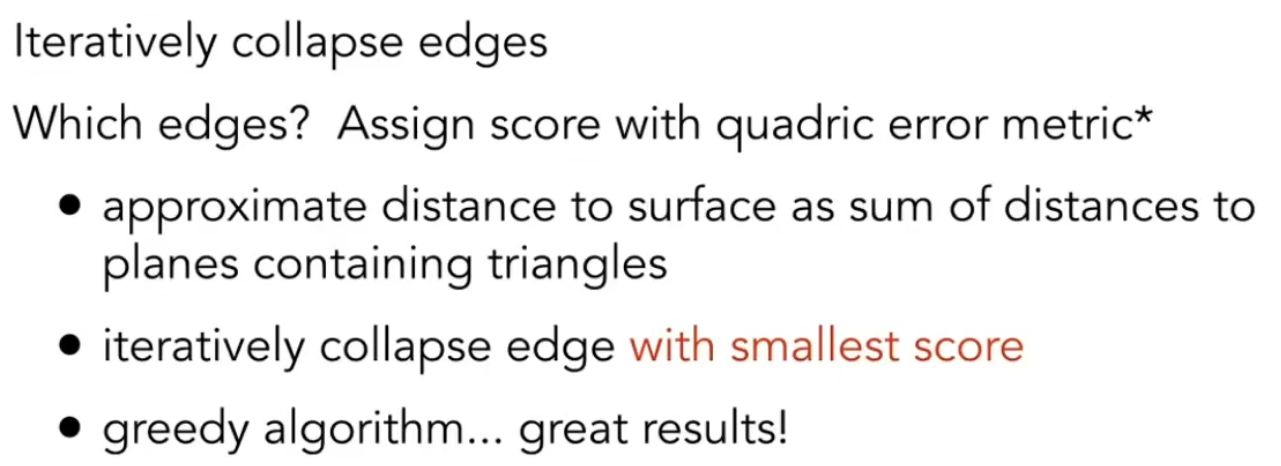 Iteratively collapse edges
Which edges? Assign score with quadric error metric*
• approximate distance to surface as sum of distances to
planes containing triangles
• iteratively collapse edge with smallest score
• greedy algorithm... great results!